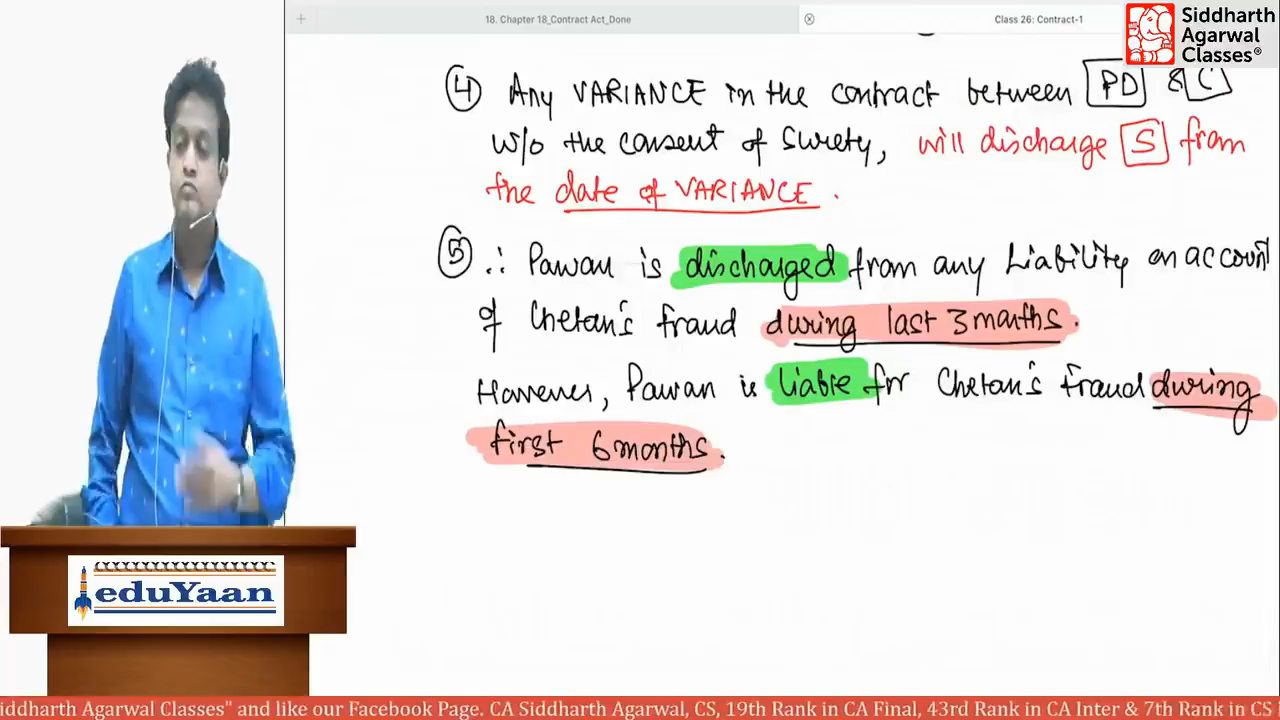 18. Chapter 18_Contract Act_Done
Class 26: Contract-1
Siddharth
Agarwal
Classes®
4 Any VARIANCE in the contract between PD & C
w/o the consent of surety, will discharge S from
the date of VARIANCE.
5 ∴ Pawan is discharged from any Liability on account
of Chetan's fraud during last 3 months.
However, Pawan is liable for Chetan's fraud during
first 6 months.
eduYaan
iddharth Agarwal Classes" and like our Facebook Page. CA Siddharth Agarwal, CS, 19th Rank in CA Final, 43rd Rank in CA Inter & 7th Rank in CS